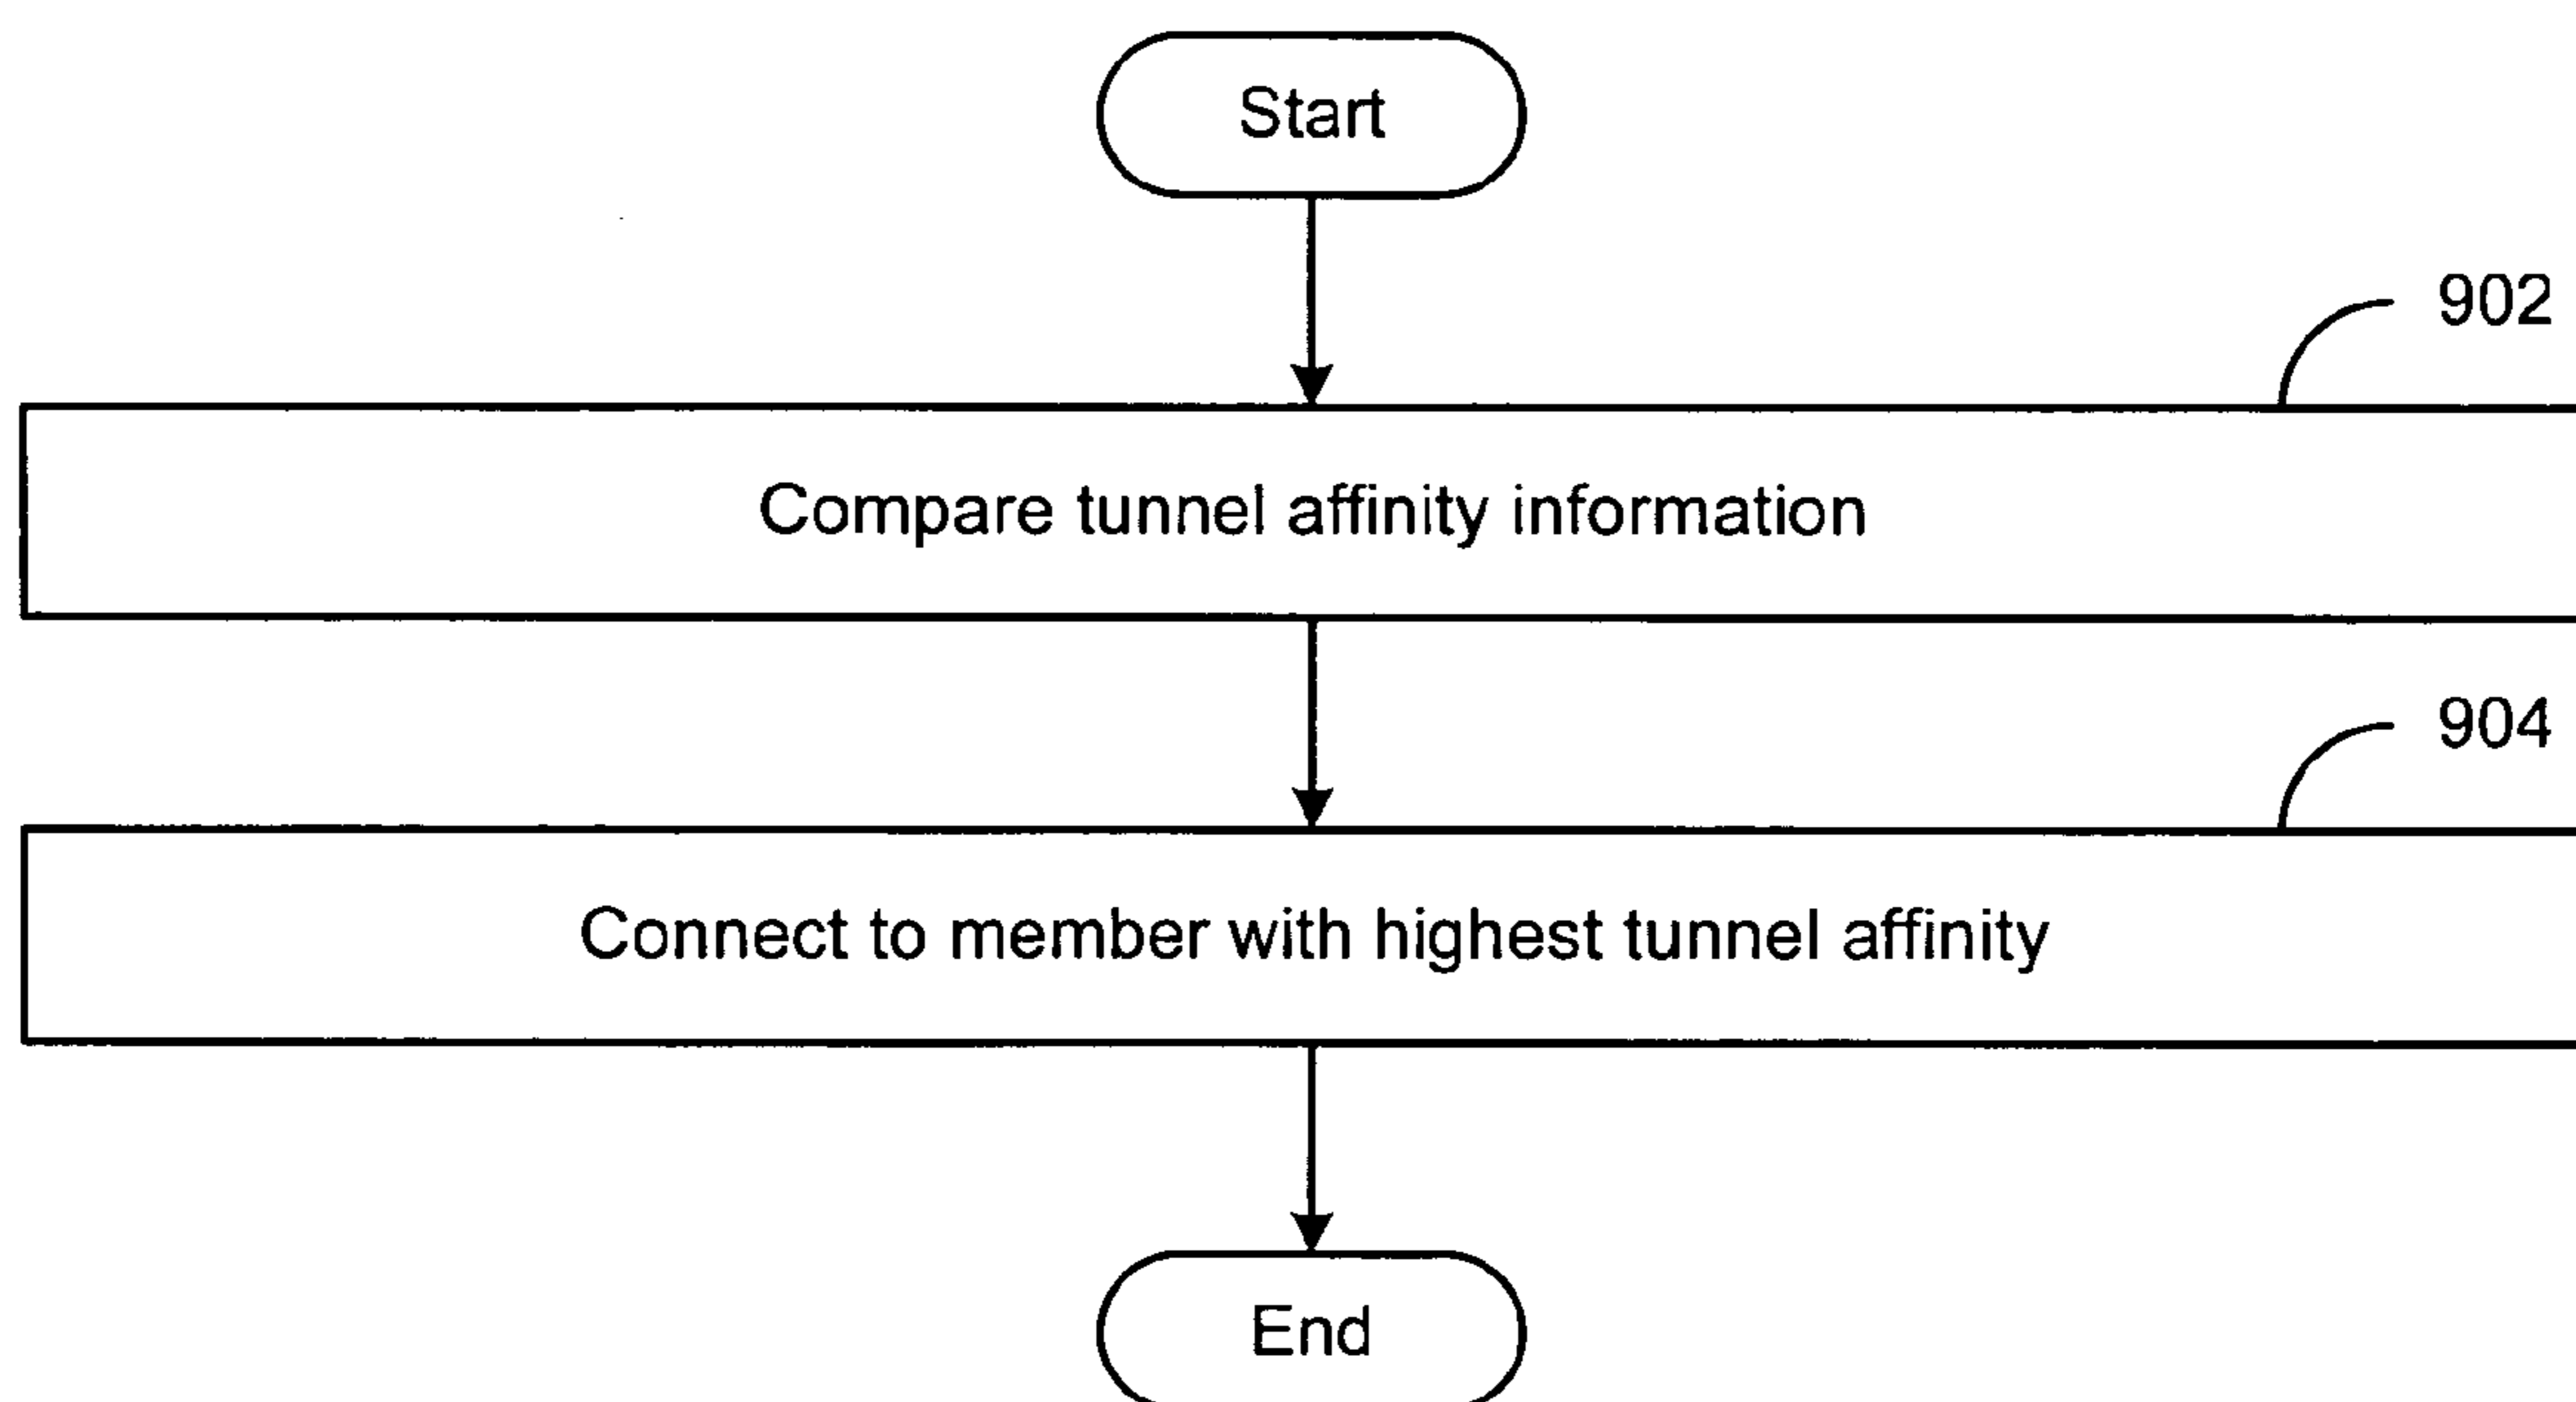 Start
902
Compare tunnel affinity information
904
Connect to member with highest tunnel affinity
End